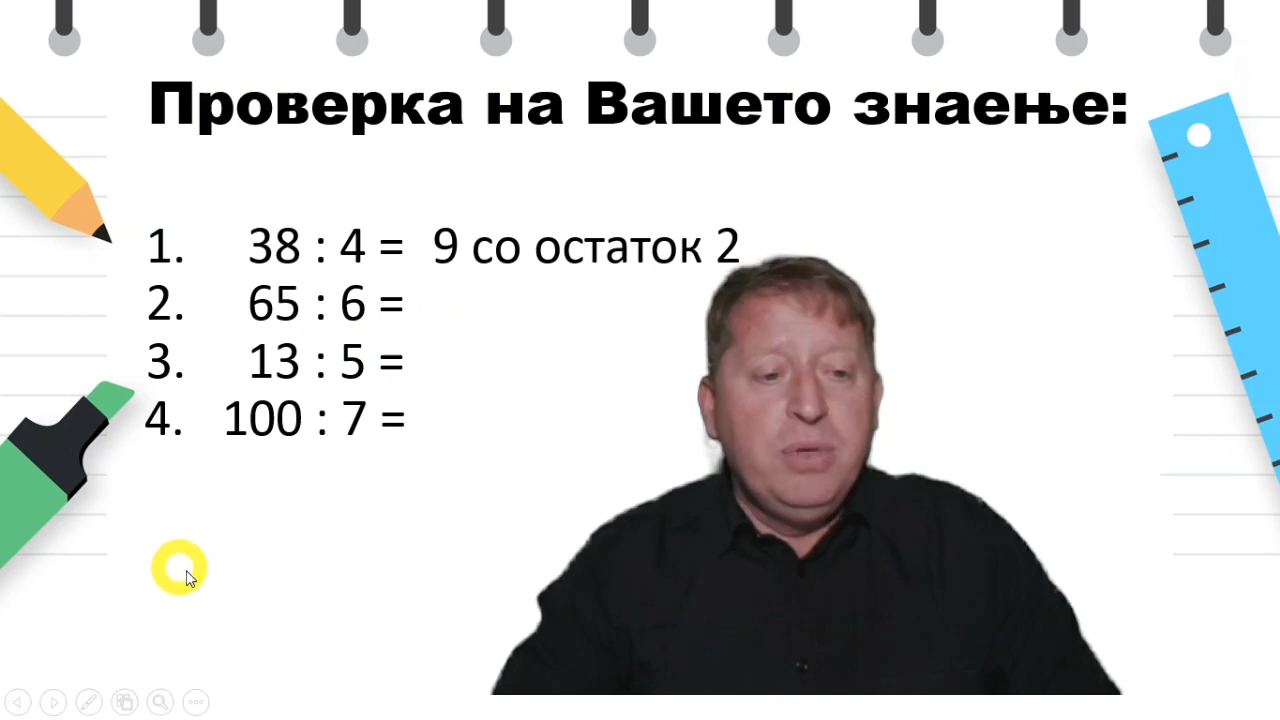 Проверка на Вашето знаење:
1. 38 : 4 = 9 со остаток 2
2. 65 : 6 =
3. 13 : 5 =
4. 100 : 7 =